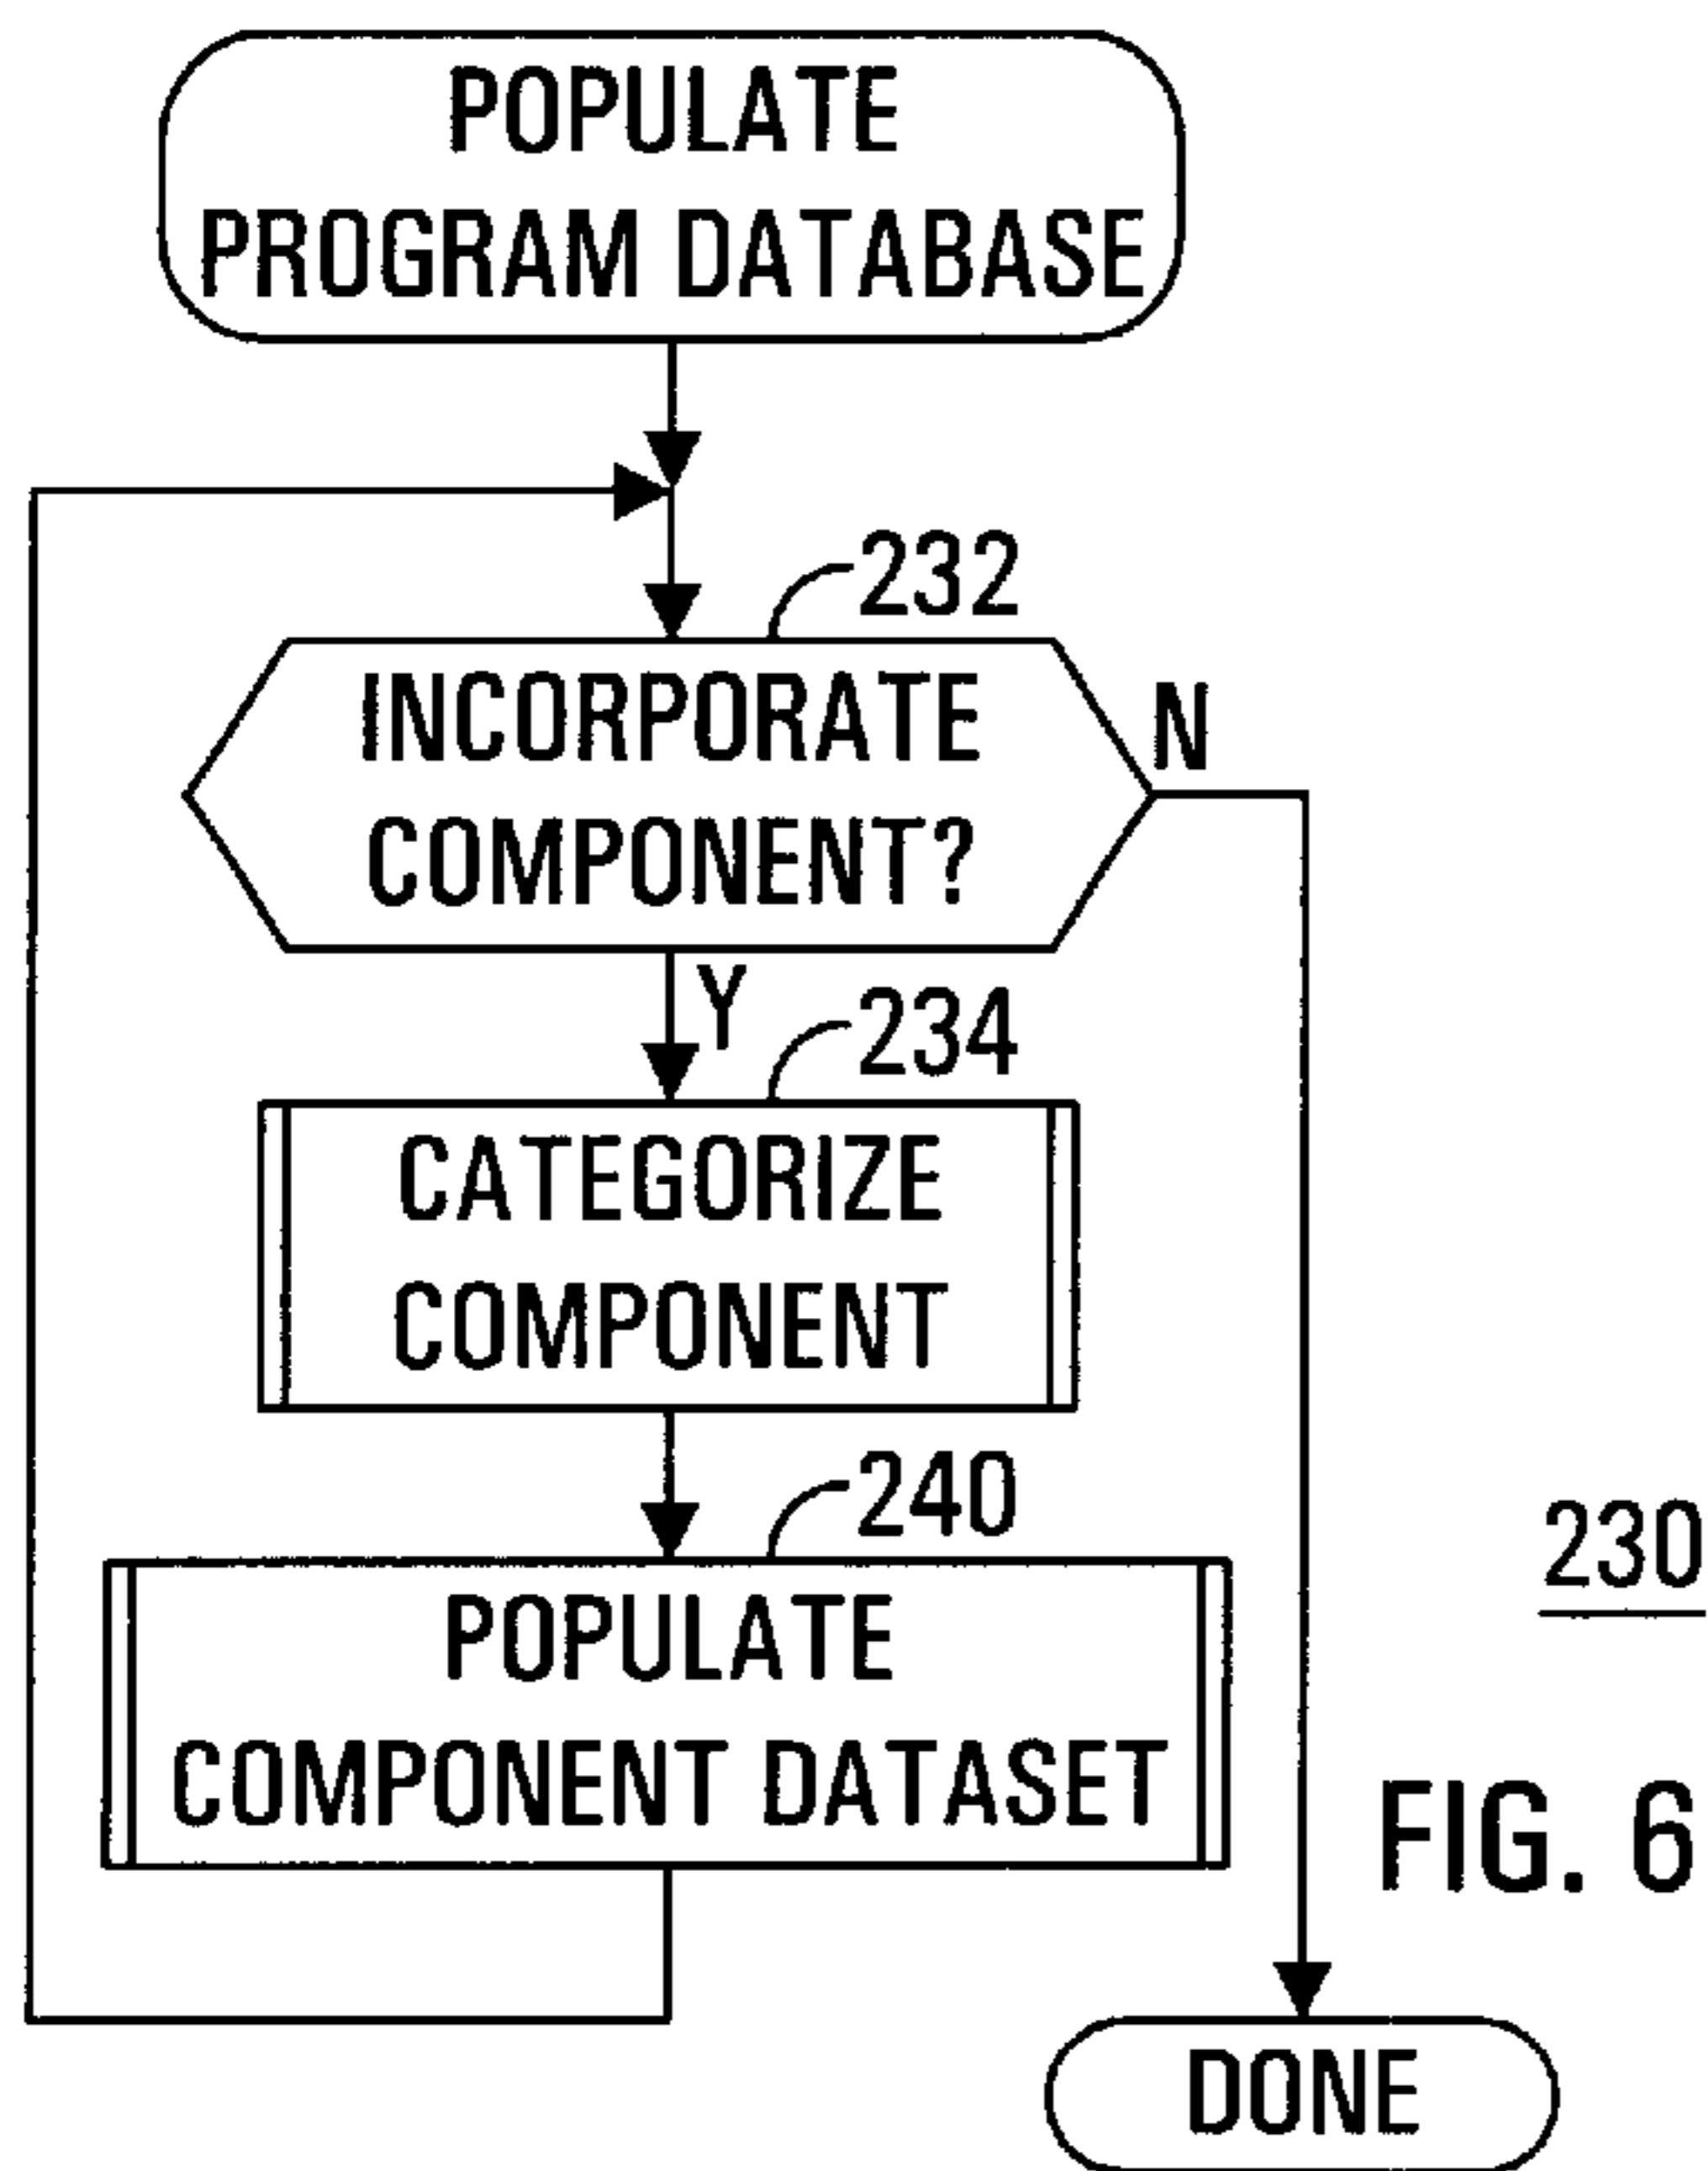 POPULATE
PROGRAM DATABASE
232
INCORPORATE
COMPONENT?
N
Y
234
CATEGORIZE
COMPONENT
240
POPULATE
COMPONENT DATASET
230
FIG. 6
DONE